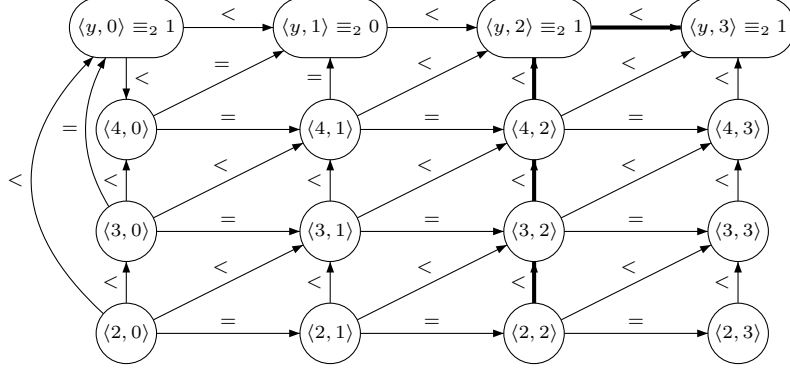 ⟨y, 0⟩ ≡₂ 1 < ⟨y, 1⟩ ≡₂ 0 < ⟨y, 2⟩ ≡₂ 1 < ⟨y, 3⟩ ≡₂ 1
< = = < < < <
= ⟨4, 0⟩ = ⟨4, 1⟩ = ⟨4, 2⟩ = ⟨4, 3⟩
< < < < < < < <
⟨3, 0⟩ = ⟨3, 1⟩ = ⟨3, 2⟩ = ⟨3, 3⟩
< < < < < < <
⟨2, 0⟩ = ⟨2, 1⟩ = ⟨2, 2⟩ = ⟨2, 3⟩